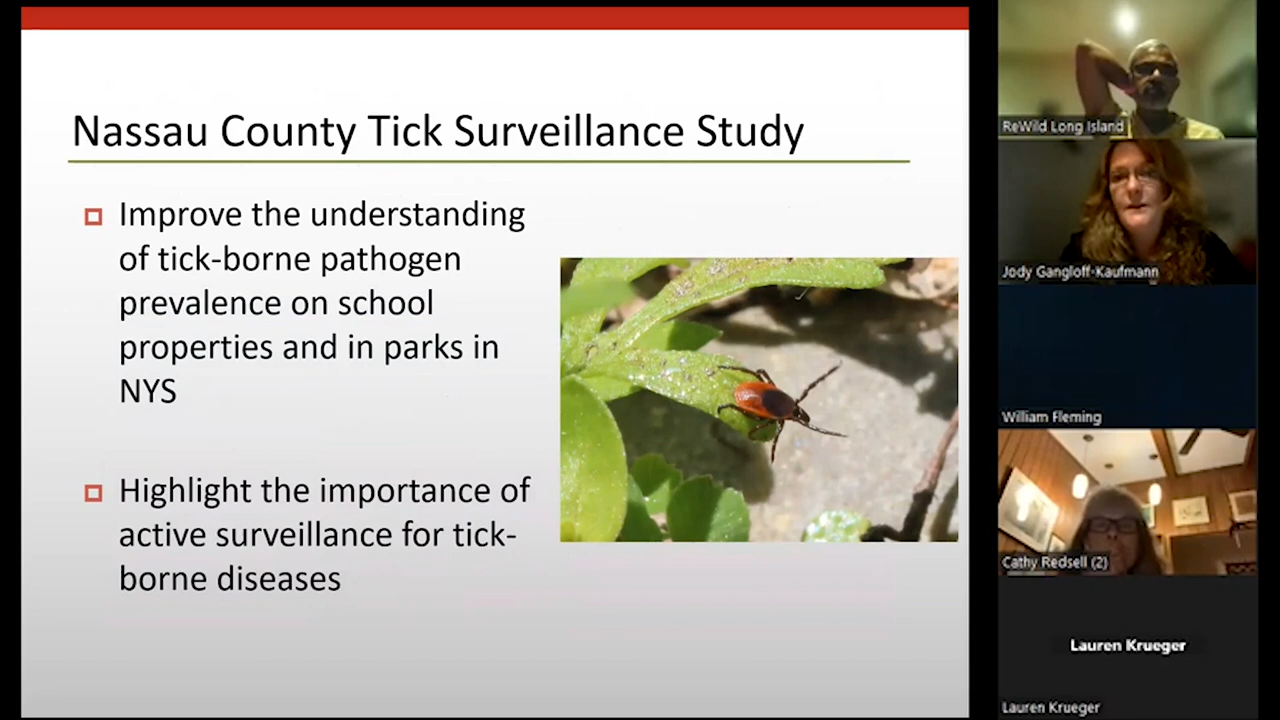 Nassau County Tick Surveillance Study
Improve the understanding
of tick-borne pathogen
prevalence on school
properties and in parks in
NYS
Highlight the importance of
active surveillance for tick-
borne diseases
ReWild Long Island
Jody Gangloff-Kaufmann
William Fleming
Cathy Redsell (2)
Lauren Krueger
Lauren Krueger